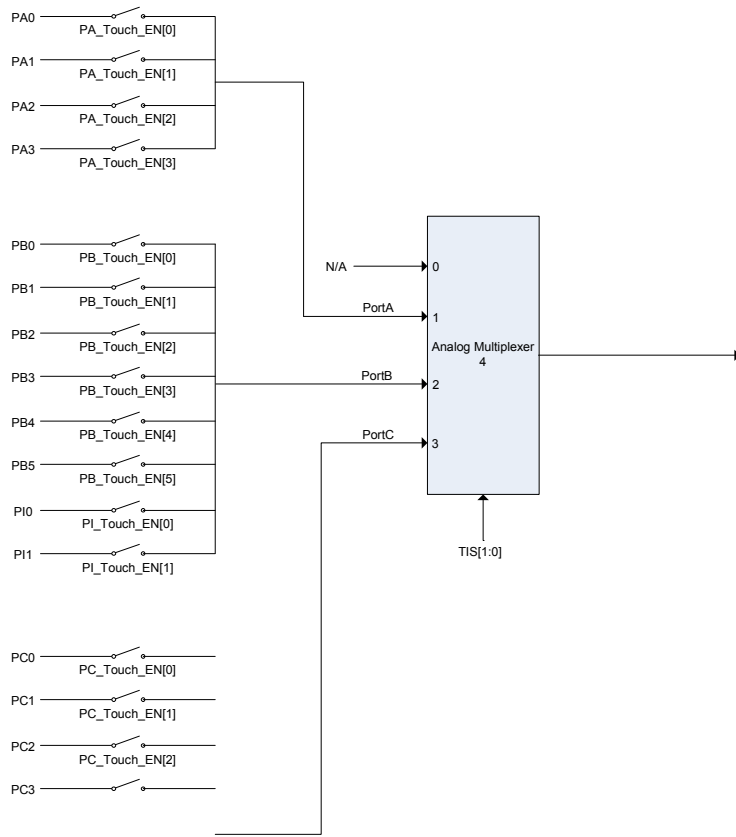 PA0
PA_Touch_EN[0]
PA1
PA_Touch_EN[1]
PA2
PA_Touch_EN[2]
PA3
PA_Touch_EN[3]
PB0
PB_Touch_EN[0]
PB1
PB_Touch_EN[1]
PB2
PB_Touch_EN[2]
PB3
PB_Touch_EN[3]
PB4
PB_Touch_EN[4]
PB5
PB_Touch_EN[5]
PI0
PI_Touch_EN[0]
PI1
PI_Touch_EN[1]
PC0
PC_Touch_EN[0]
PC1
PC_Touch_EN[1]
PC2
PC_Touch_EN[2]
PC3
N/A
0
PortA
1
Analog Multiplexer
4
PortB
2
PortC
3
TIS[1:0]